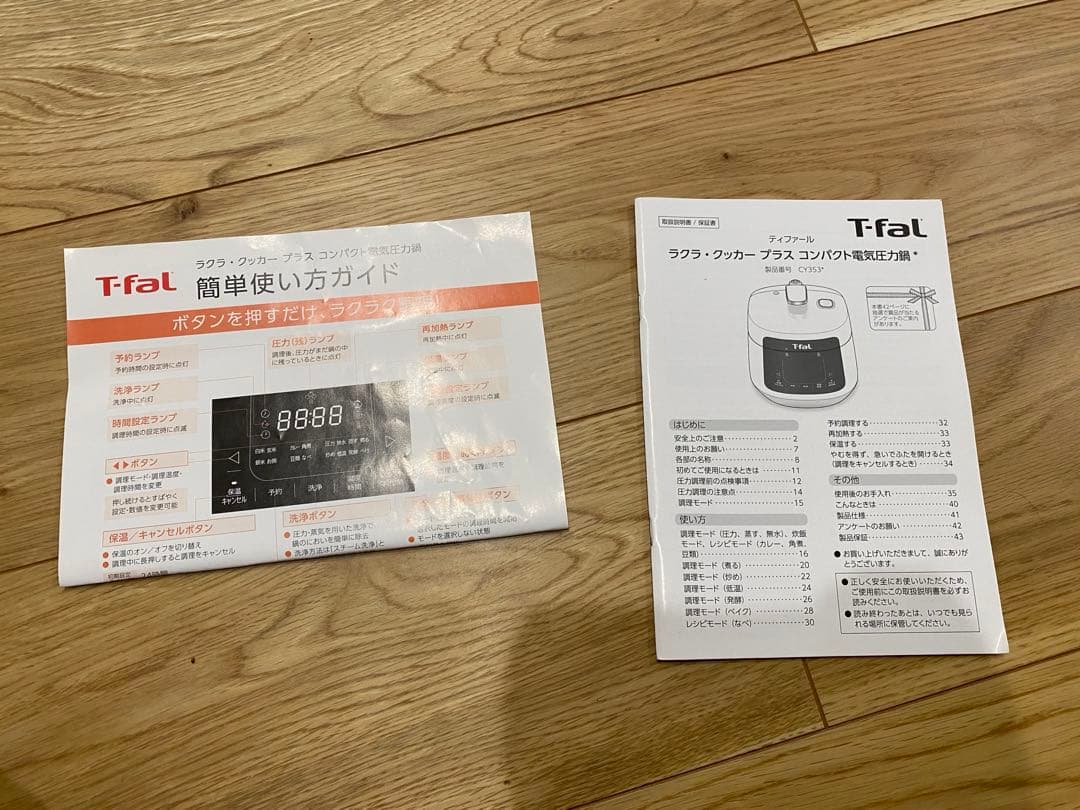 ラクラ・クッカー プラス コンパクト電気圧力鍋
T-faL
簡単使い方ガイド
ボタンを押すだけ、ラクラク
予約ランプ
予約時間の設定時に点灯
洗浄ランプ
洗浄中に点灯
時間設定ランプ
調理時間の設定時に点滅
圧力(残)ランプ
調理後、圧力がまだ鍋の中
に残っているときに点灯
再加熱ランプ
再加熱中に点灯
88:88
白米 玄米
カレー 角煮
圧力 無水 蒸す 煮る
豆類 なべ
炒め 低温 発酵
保温
キャンセル
予約
洗浄
時間
◀▶ボタン
● 調理モード・調理温度・
調理時間を変更
押し続けるとすばやく
設定・数値を変更可能
保温/キャンセルボタン
● 保温のオン/オフを切り替え
● 調理中に長押しすると調理をキャンセル
洗浄ボタン
● 圧力・蒸気を用いた洗浄で
鍋のにおいを簡単に除去
● 洗浄方法は「スチーム洗浄」と
● モードを選択しない状態
取扱説明書 / 保証書
T-faL
ティファール
ラクラ・クッカー プラス コンパクト電気圧力鍋*
製品番号 CY353*
本書42ページに
抽選で賞品が当たる
アンケートのご案内
があります。
T-faL
はじめに
安全上のご注意 2
使用上のお願い 7
各部の名称 8
初めてご使用になるときは 11
圧力調理前の点検事項 12
圧力調理の注意点 14
調理モード 15
使い方
調理モード(圧力、蒸す、無水)、炊飯
モード、レシピモード(カレー、角煮、
豆類) 16
調理モード(煮る) 20
調理モード(炒め) 22
調理モード(低温) 24
調理モード(発酵) 26
調理モード(ベイク) 28
レシピモード(なべ) 30
予約調理する 32
再加熱する 33
保温する 33
やむを得ず、急いでふたを開けるとき
(調理をキャンセルするとき) 34
その他
使用後のお手入れ 35
こんなときは 40
製品仕様 41
アンケートのお願い 42
製品保証 43
● お買い上げいただきまして、誠にありが
とうございます。
● 正しく安全にお使いいただくため、
ご使用前にこの取扱説明書を必ずお
読みください。
● 読み終わったあとは、いつでも見ら
れる場所に保管してください。